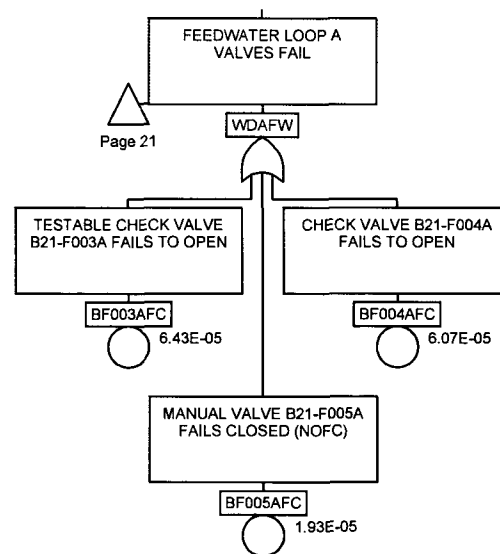 FEEDWATER LOOP A
VALVES FAIL
Page 21
WDAFW
TESTABLE CHECK VALVE
B21-F003A FAILS TO OPEN
CHECK VALVE B21-F004A
FAILS TO OPEN
BF003AFC
6.43E-05
BF004AFC
6.07E-05
MANUAL VALVE B21-F005A
FAILS CLOSED (NOFC)
BF005AFC
1.93E-05